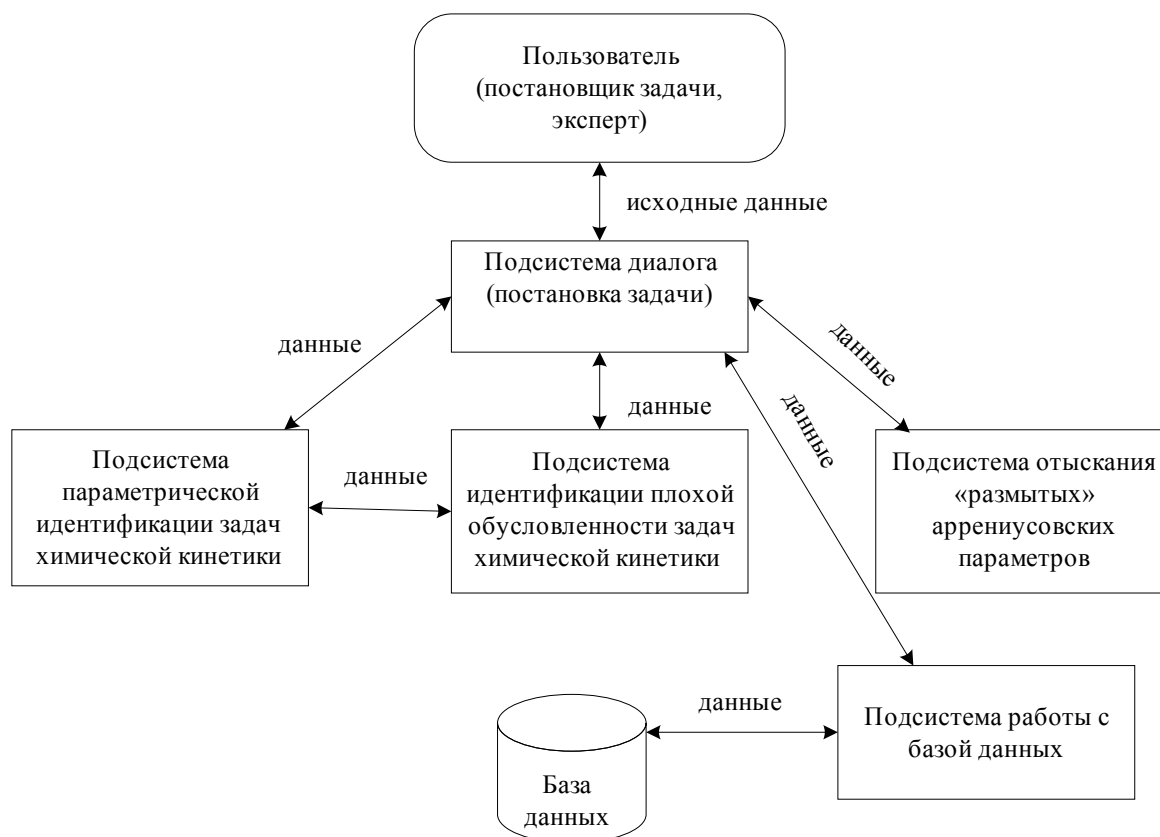 Пользователь
(постановщик задачи,
эксперт)
исходные данные
Подсистема диалога
(постановка задачи)
данные
данные
данные
данные
Подсистема
параметрической
идентификации задач
химической кинетики
данные
Подсистема
идентификации плохой
обусловленности задач
химической кинетики
Подсистема отыскания
«размытых»
аррениусовских
параметров
данные
Подсистема работы с
базой данных
База
данных